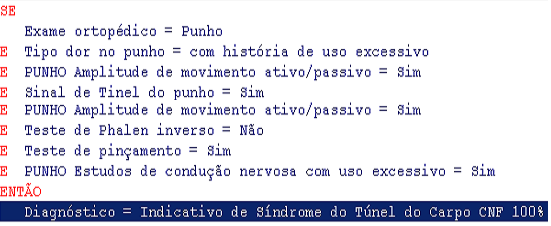 SE
Exame ortopédico = Punho
E Tipo dor no punho = com história de uso excessivo
E PUNHO Amplitude de movimento ativo/passivo = Sim
E Sinal de Tinel do punho = Sim
E PUNHO Amplitude de movimento ativo/passivo = Sim
E Teste de Phalen inverso = Não
E Teste de pinçamento = Sim
E PUNHO Estudos de condução nervosa com uso excessivo = Sim
ENTÃO
Diagnóstico = Indicativo de Síndrome do Túnel do Carpo CNF 100%